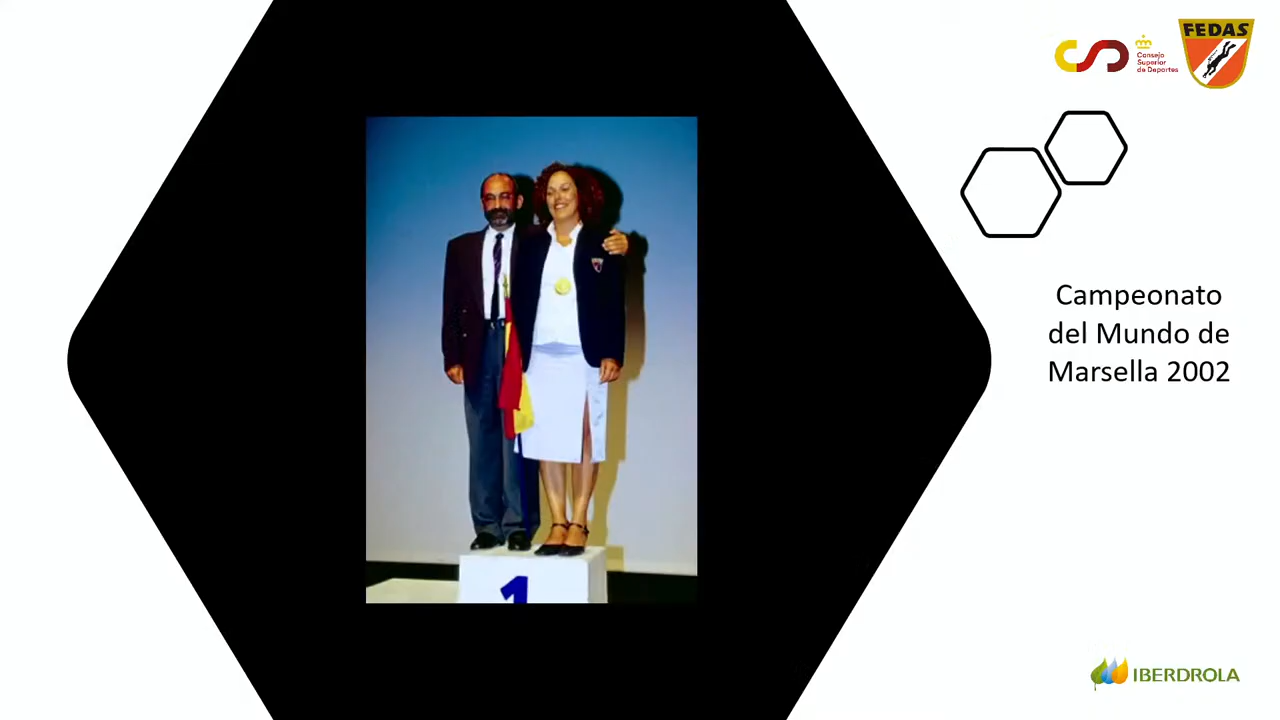 FEDAS
Consejo
Superior
de Deportes
Campeonato
del Mundo de
Marsella 2002
1
IBERDROLA